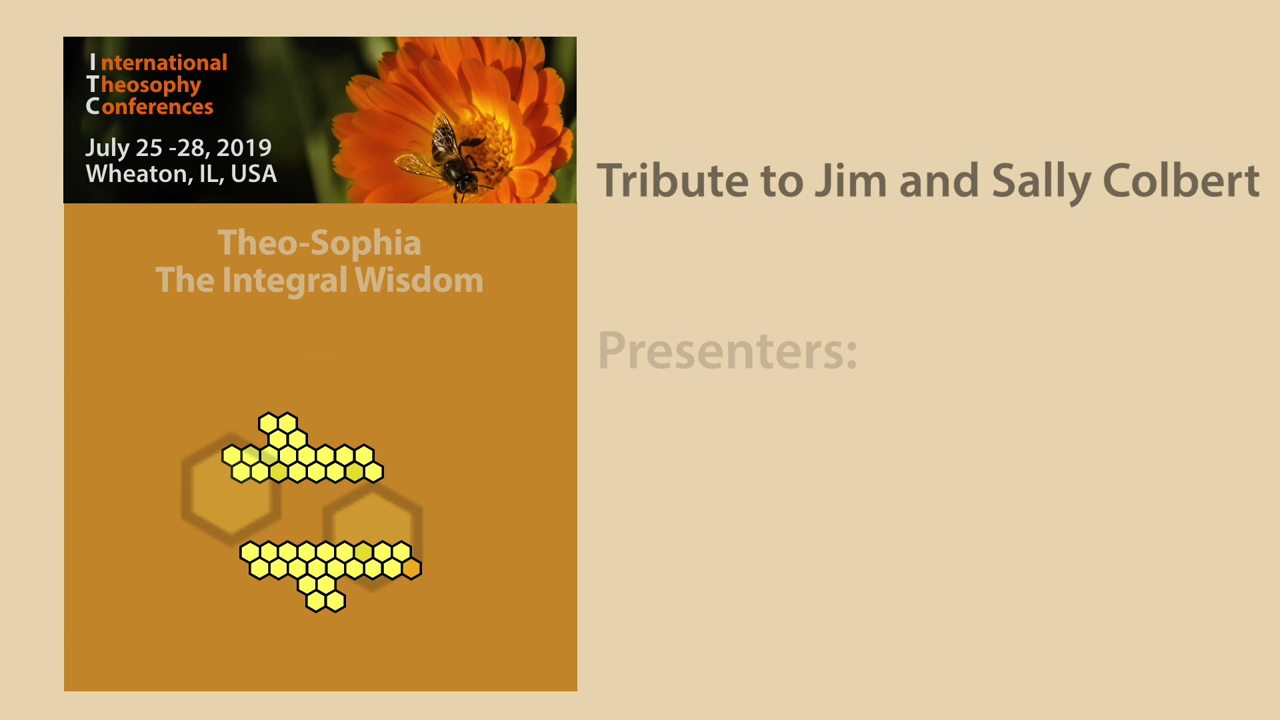 International
Theosophy
Conferences
July 25 -28, 2019
Wheaton, IL, USA
Theo-Sophia
The Integral Wisdom
Tribute to Jim and Sally Colbert
Presenters: